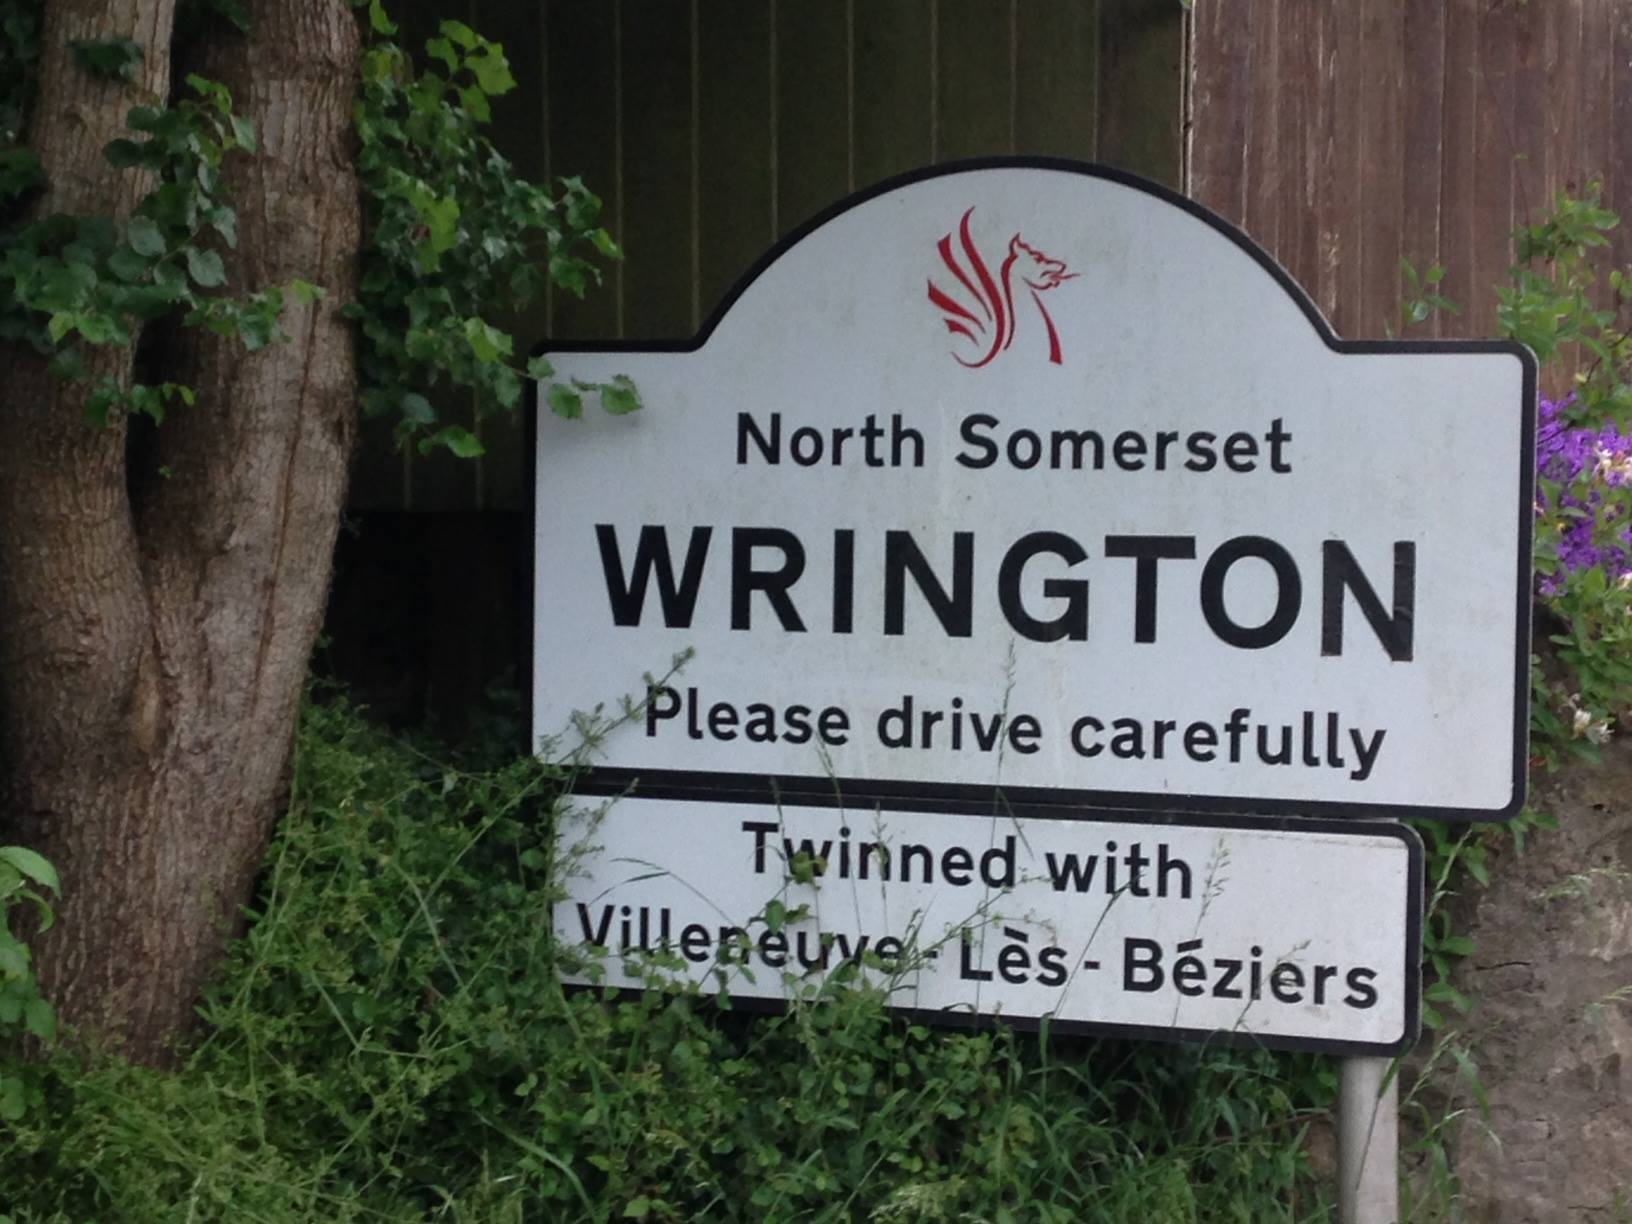 North Somerset
WRINGTON
Please drive carefully
Twinned with
Villeneuve - Lès - Béziers